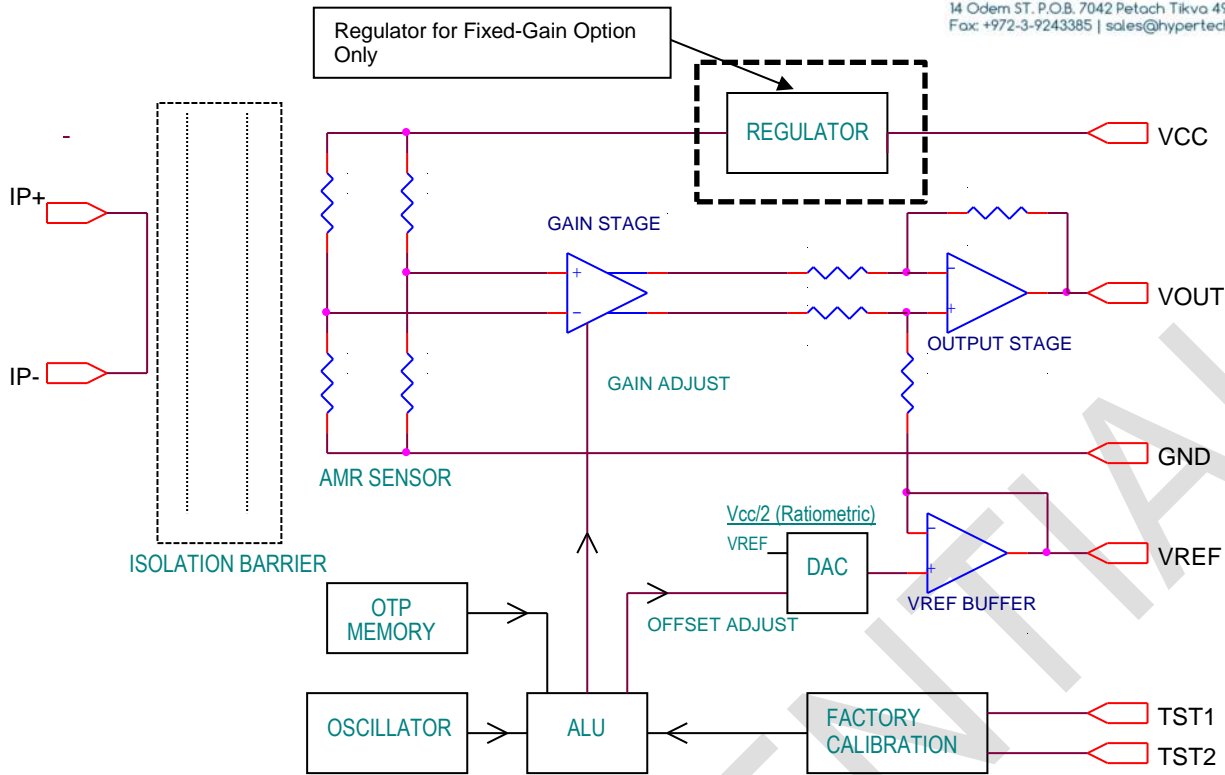 14 Odem ST. P.O.B. 7042 Petach Tikva
Fax: +972-3-9243385 | sales@hypertech
Regulator for Fixed-Gain Option
Only
REGULATOR
VCC
IP+
GAIN STAGE
+
-
-
+
VOUT
OUTPUT STAGE
IP-
GAIN ADJUST
GND
AMR SENSOR
Vcc/2 (Ratiometric)
VREF
DAC
-
+
VREF
ISOLATION BARRIER
VREF BUFFER
OTP
MEMORY
OFFSET ADJUST
OSCILLATOR
ALU
FACTORY
CALIBRATION
TST1
TST2